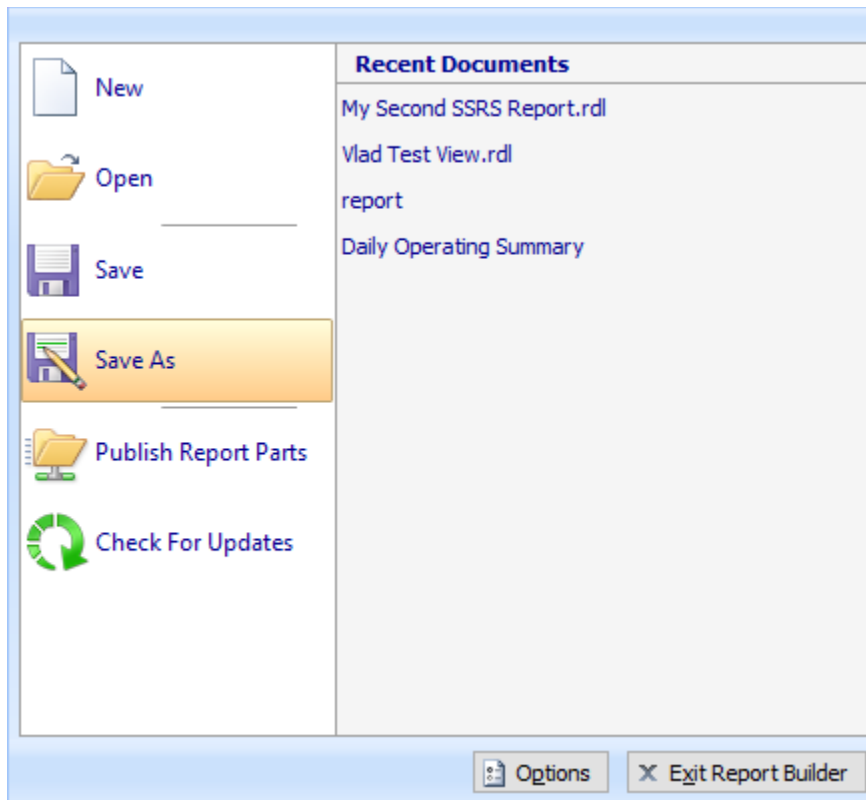 New
Open
Save
Save As
Publish Report Parts
Check For Updates
Recent Documents
My Second SSRS Report.rdl
Vlad Test View.rdl
report
Daily Operating Summary
Options
Exit Report Builder